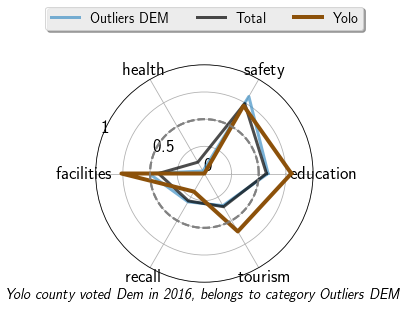 Outliers DEM Total Yolo
health safety
1
0.5
0
facilities education
recall tourism
Yolo county voted Dem in 2016, belongs to category Outliers DEM